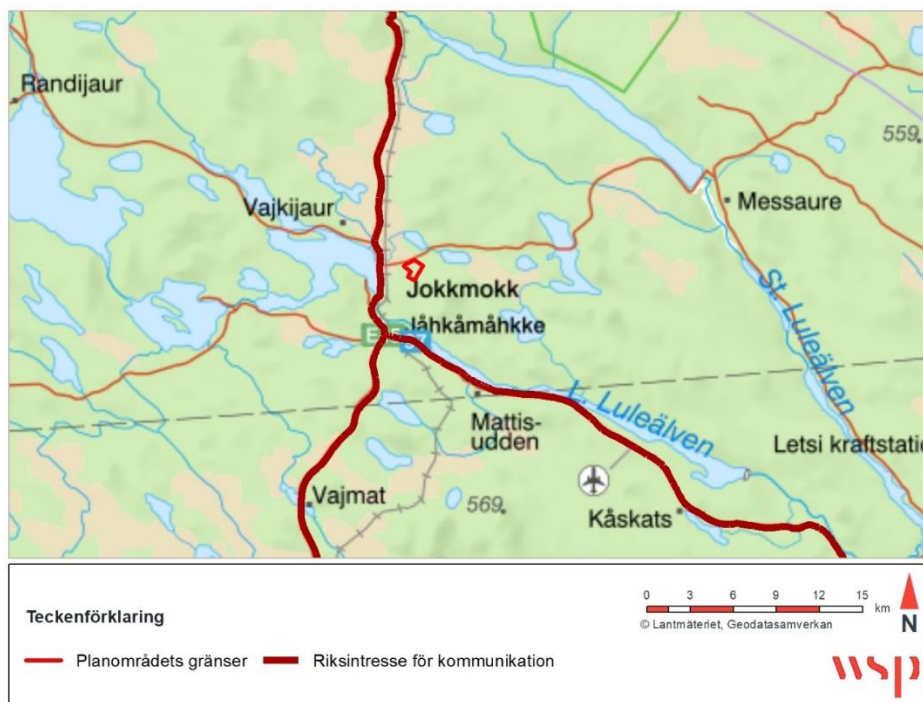 Randijaur
559
Messaure
Vajkijaur
Jokkmokk
Jåhkåmåhkke
St. Luleälven
L. Luleälven
Mattis-
udden
Letsi kraftstatio
Vajmat
569
Kåskats
Teckenförklaring
Planområdets gränser
Riksintresse för kommunikation
0 3 6 9 12 15
km
© Lantmäteriet, Geodatasamverkan
N
wsp